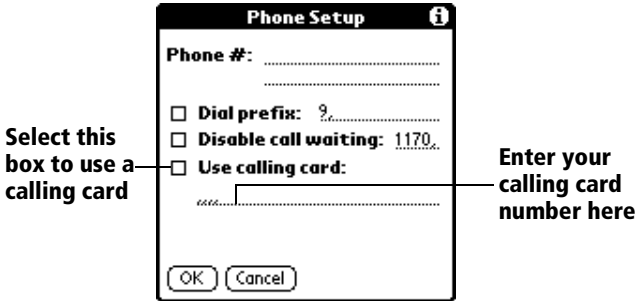 Phone Setup
Phone #:
Dial prefix: 9,
Disable call waiting: 1170,
Use calling card:
,,,,
OK Cancel
Select this
box to use a
calling card
Enter your
calling card
number here